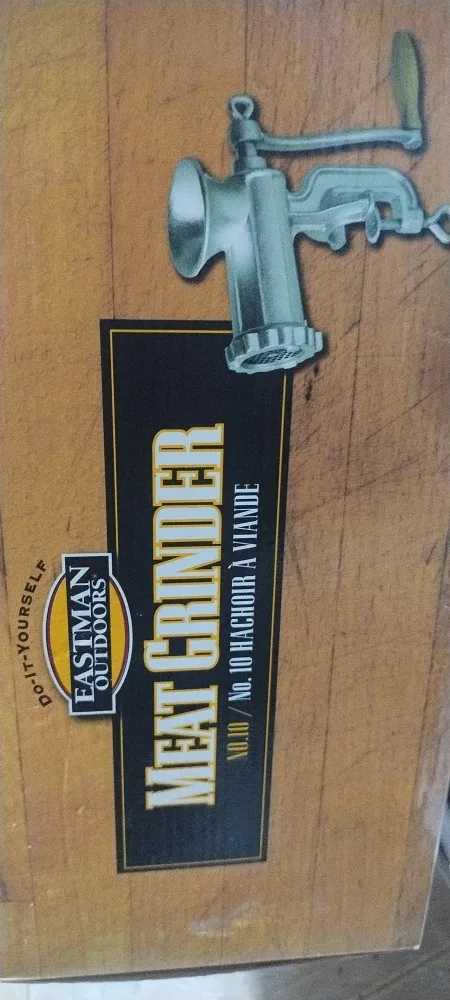 DO-IT-YOURSELF
EASTMAN
OUTDOORS®
MEAT GRINDER
NO.10 / No. 10 HACHOIR À VIANDE